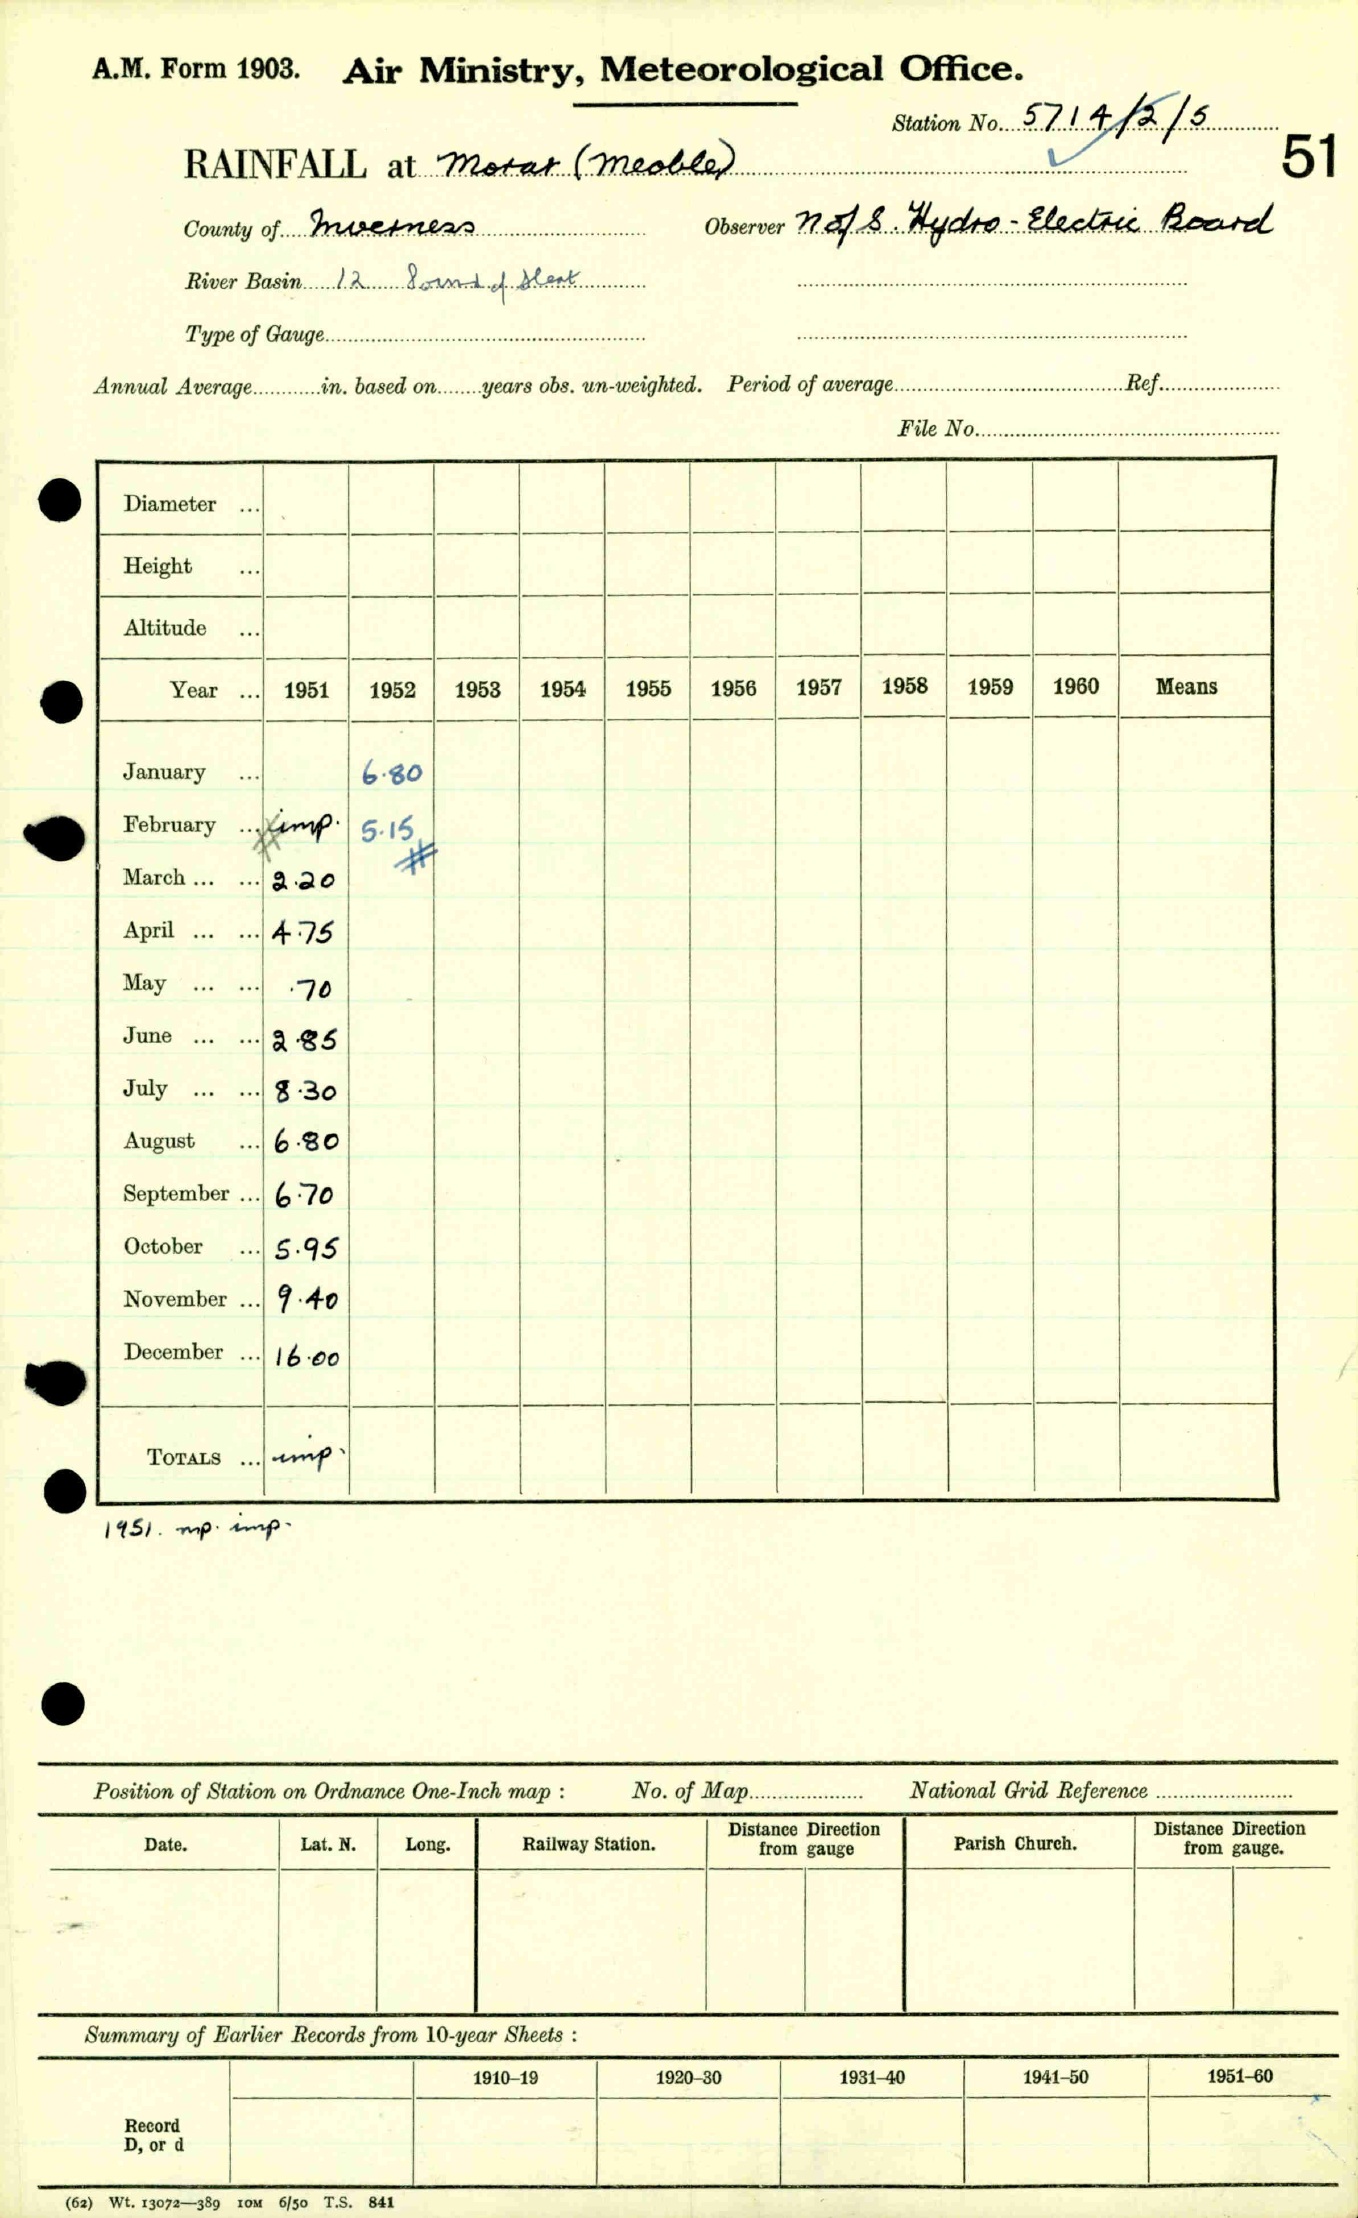 A.M. Form 1903. Air Ministry, Meteorological Office.
Station No. 5714/2/5
51
RAINFALL at Morar (Meoble)
County of Inverness Observer N of S. Hydro-Electric Board
River Basin 12 Sound of Sleat
Type of Gauge
Annual Average in. based on years obs. un-weighted. Period of average Ref.
File No.
Diameter ...
Height ...
Altitude ...
Year ... 1951 1952 1953 1954 1955 1956 1957 1958 1959 1960 Means
January ... 6.80
February ... imp. 5.15
March ... ... 2.20
April ... ... 4.75
May ... ... .70
June ... ... 2.85
July ... ... 8.30
August ... 6.80
September ... 6.70
October ... 5.95
November ... 9.40
December ... 16.00
TOTALS ... imp.
1951. mp. imp.
Position of Station on Ordnance One-Inch map : No. of Map National Grid Reference
Date. Lat. N. Long. Railway Station. Distance Direction from gauge Parish Church. Distance Direction from gauge.
Summary of Earlier Records from 10-year Sheets :
1910–19 1920–30 1931–40 1941–50 1951–60
Record
D, or d
(62) Wt. 13072—389 10M 6/50 T.S. 841